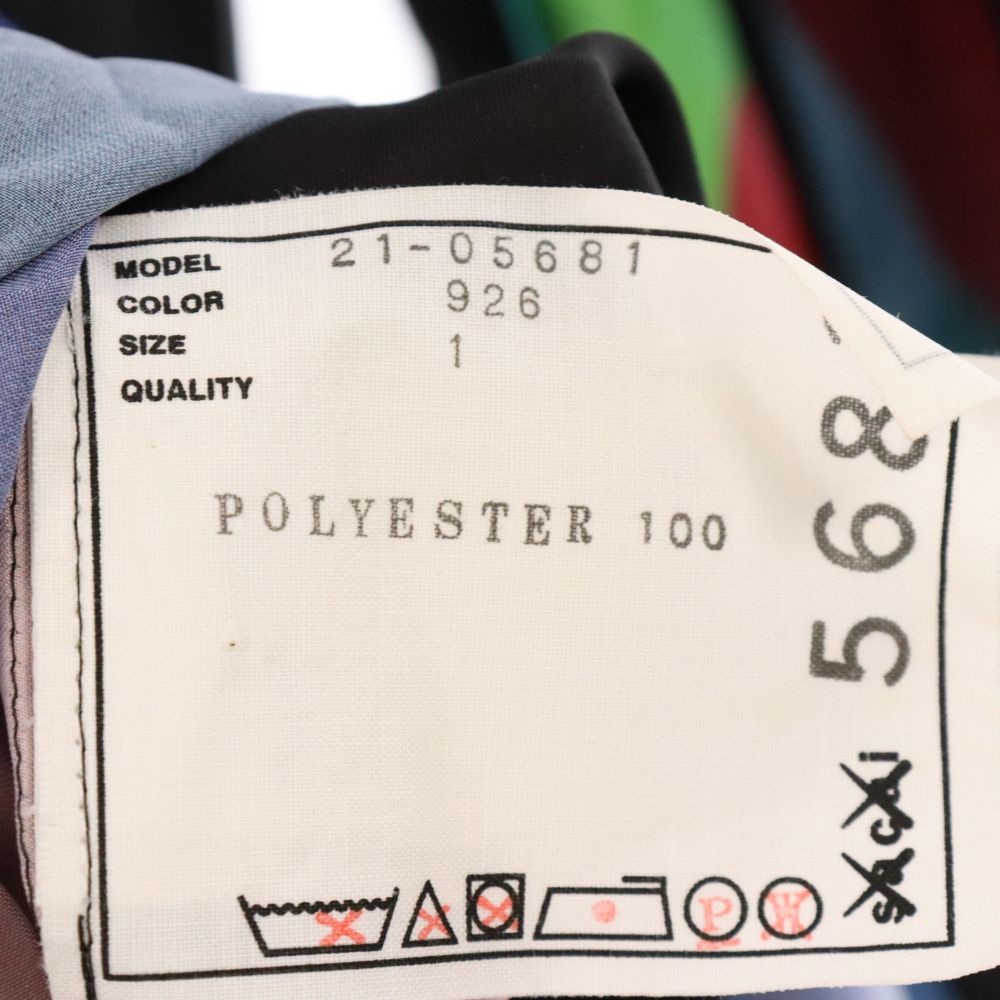 MODEL 21-05681
COLOR 926
SIZE 1
QUALITY
POLYESTER 100
568
sacai
P
W